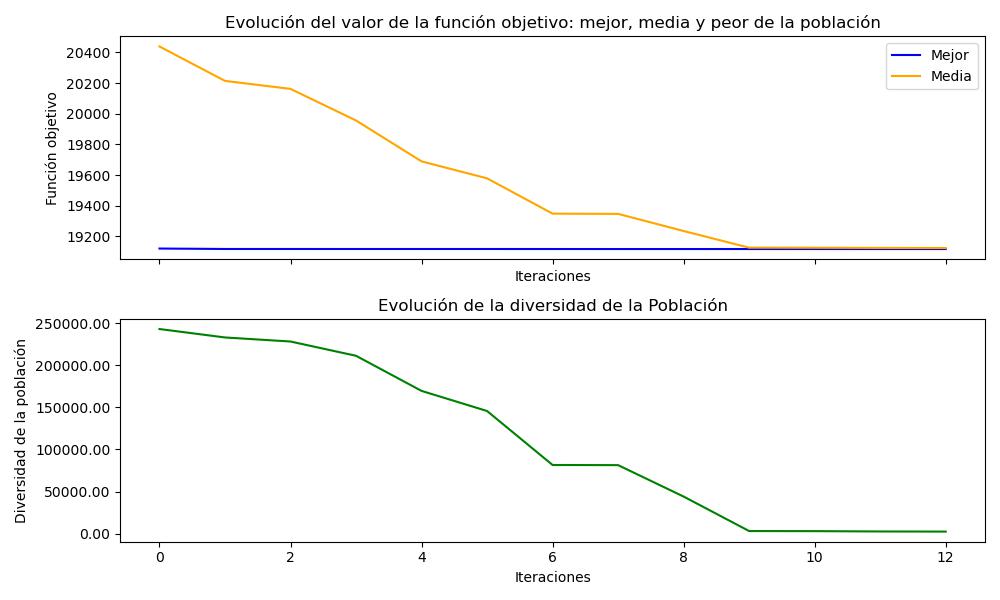 Evolución del valor de la función objetivo: mejor, media y peor de la población
20400
20200
20000
19800
19600
19400
19200
Función objetivo
Mejor
Media
Iteraciones
Evolución de la diversidad de la Población
250000.00
200000.00
150000.00
100000.00
50000.00
0.00
Diversidad de la población
0 2 4 6 8 10 12
Iteraciones